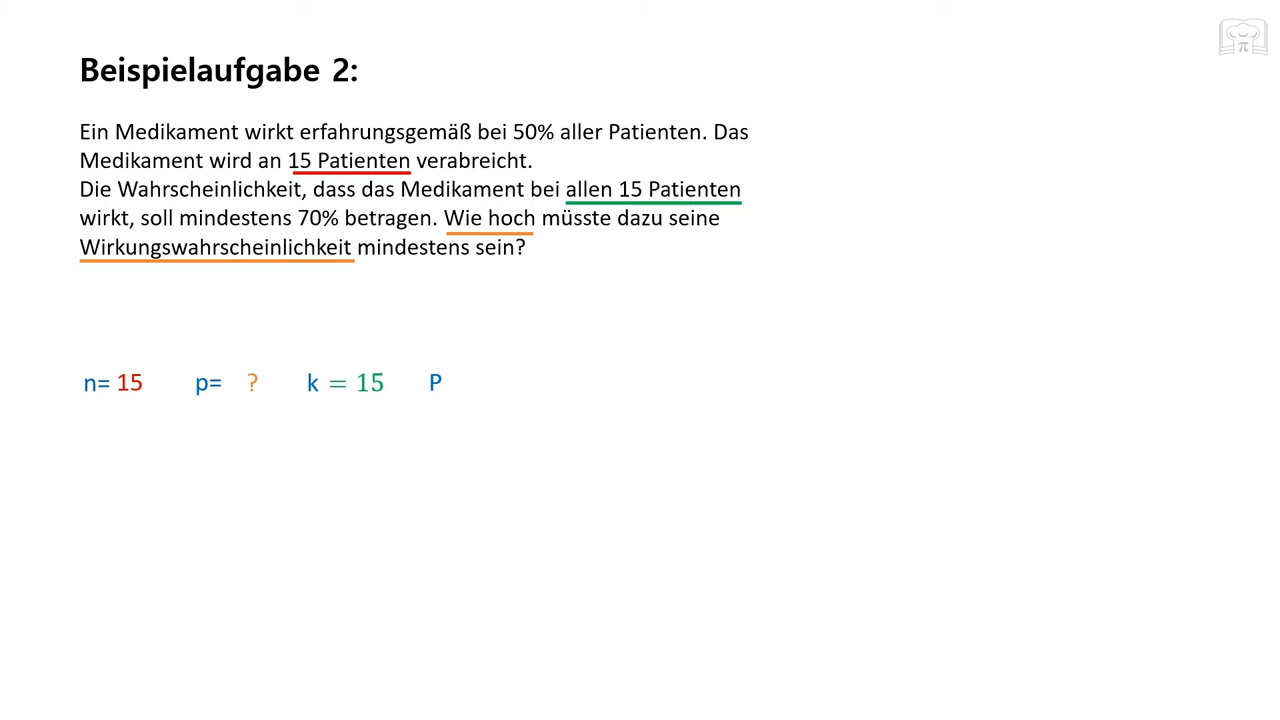 Beispielaufgabe 2:
Ein Medikament wirkt erfahrungsgemäß bei 50% aller Patienten. Das
Medikament wird an 15 Patienten verabreicht.
Die Wahrscheinlichkeit, dass das Medikament bei allen 15 Patienten
wirkt, soll mindestens 70% betragen. Wie hoch müsste dazu seine
Wirkungswahrscheinlichkeit mindestens sein?
n= 15 p= ? k = 15 P
π